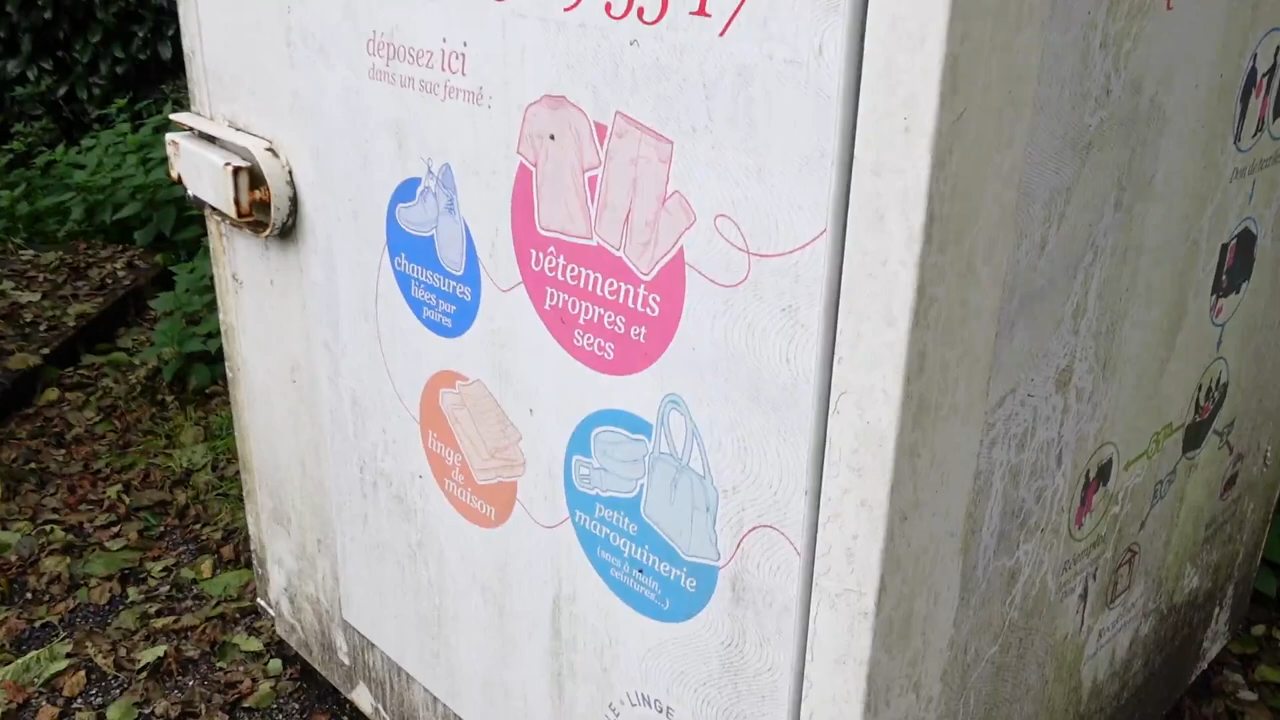 déposez ici
dans un sac fermé :
chaussures
liées par
paires
vêtements
propres et
secs
linge
de
maison
petite
maroquinerie
(sacs à main,
ceintures...)
LINGE